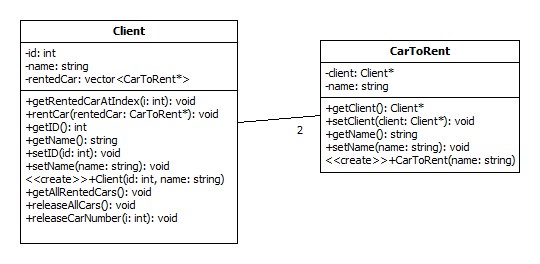 Client
-id: int
-name: string
-rentedCar: vector<CarToRent*>
+getRentedCarAtIndex(i: int): void
+rentCar(rentedCar: CarToRent*): void
+getID(): int
+getName(): string
+setID(id: int): void
+setName(name: string): void
<<create>>+Client(id: int, name: string)
+getAllRentedCars(): void
+releaseAllCars(): void
+releaseCarNumber(i: int): void
2
CarToRent
-client: Client*
-name: string
+getClient(): Client*
+setClient(client: Client*): void
+getName(): string
+setName(name: string): void
<<create>>+CarToRent(name: string)